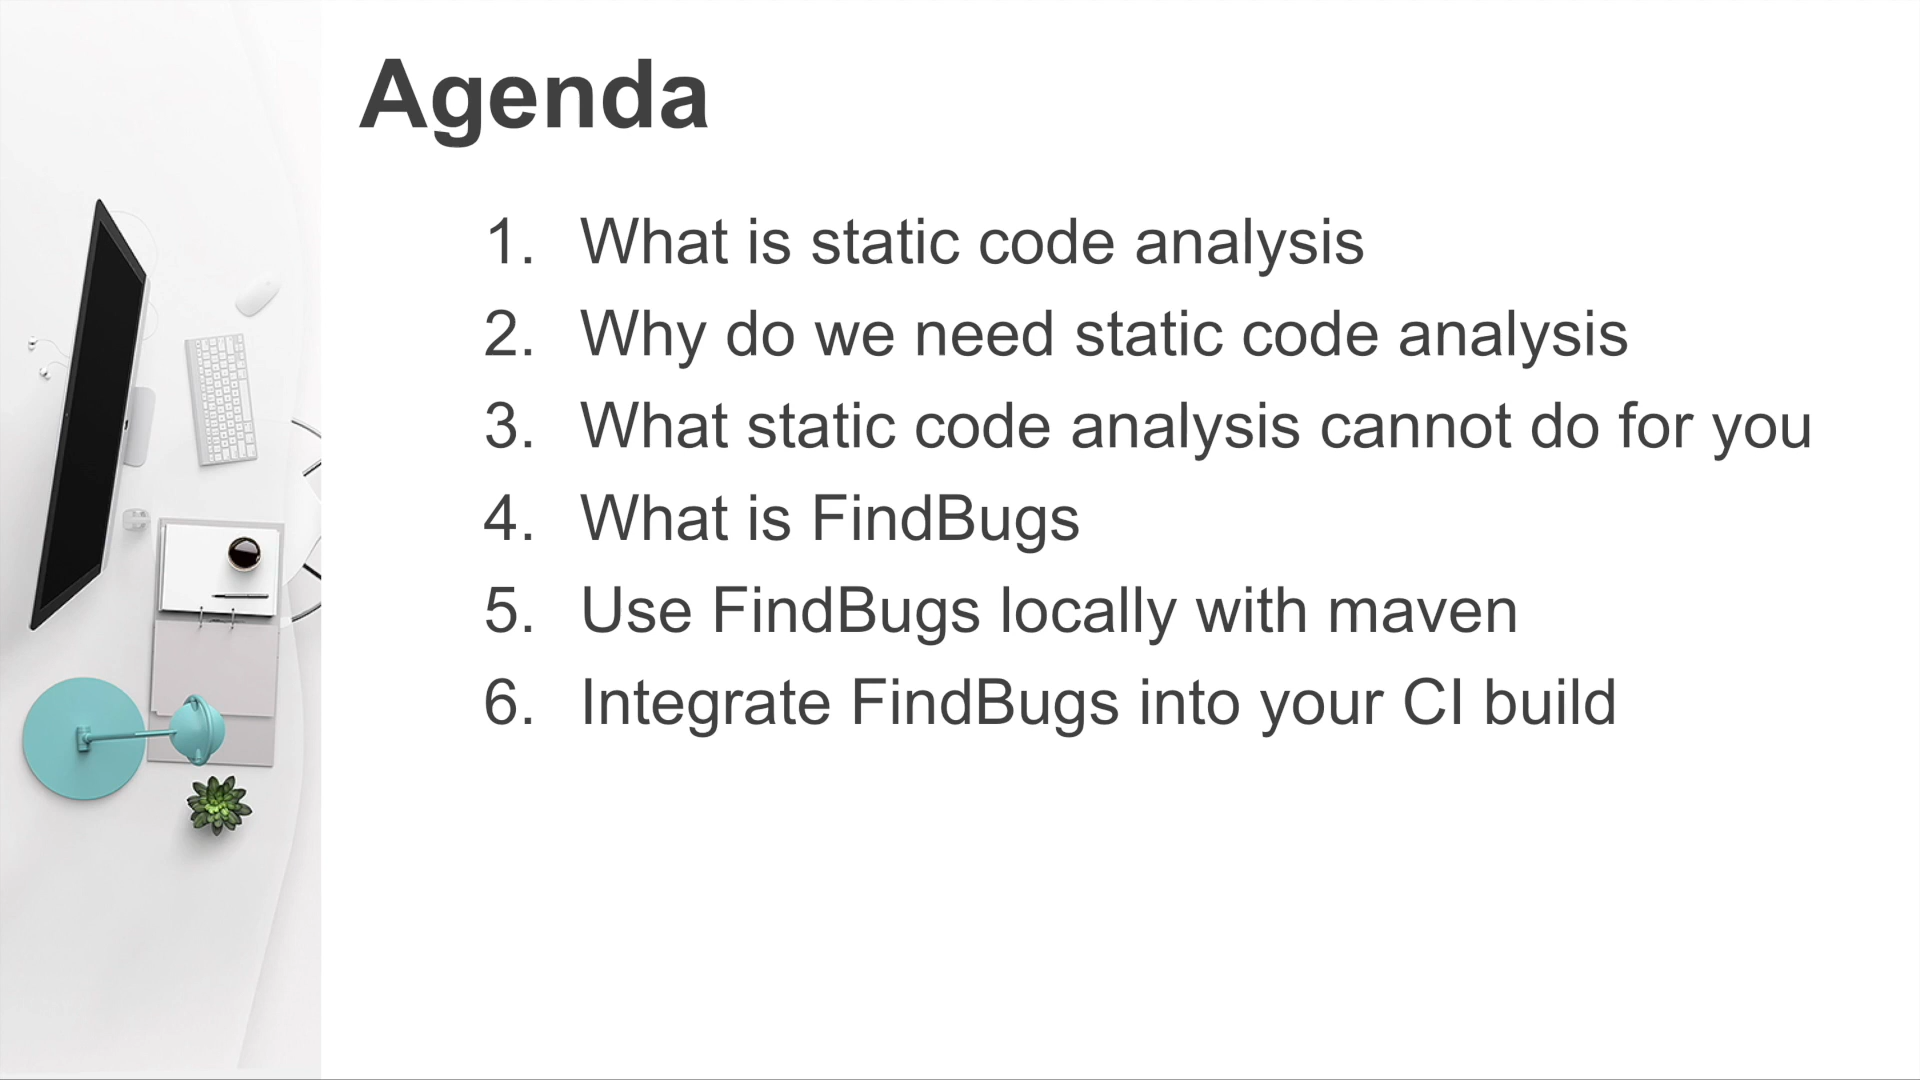 Agenda
1. What is static code analysis
2. Why do we need static code analysis
3. What static code analysis cannot do for you
4. What is FindBugs
5. Use FindBugs locally with maven
6. Integrate FindBugs into your CI build